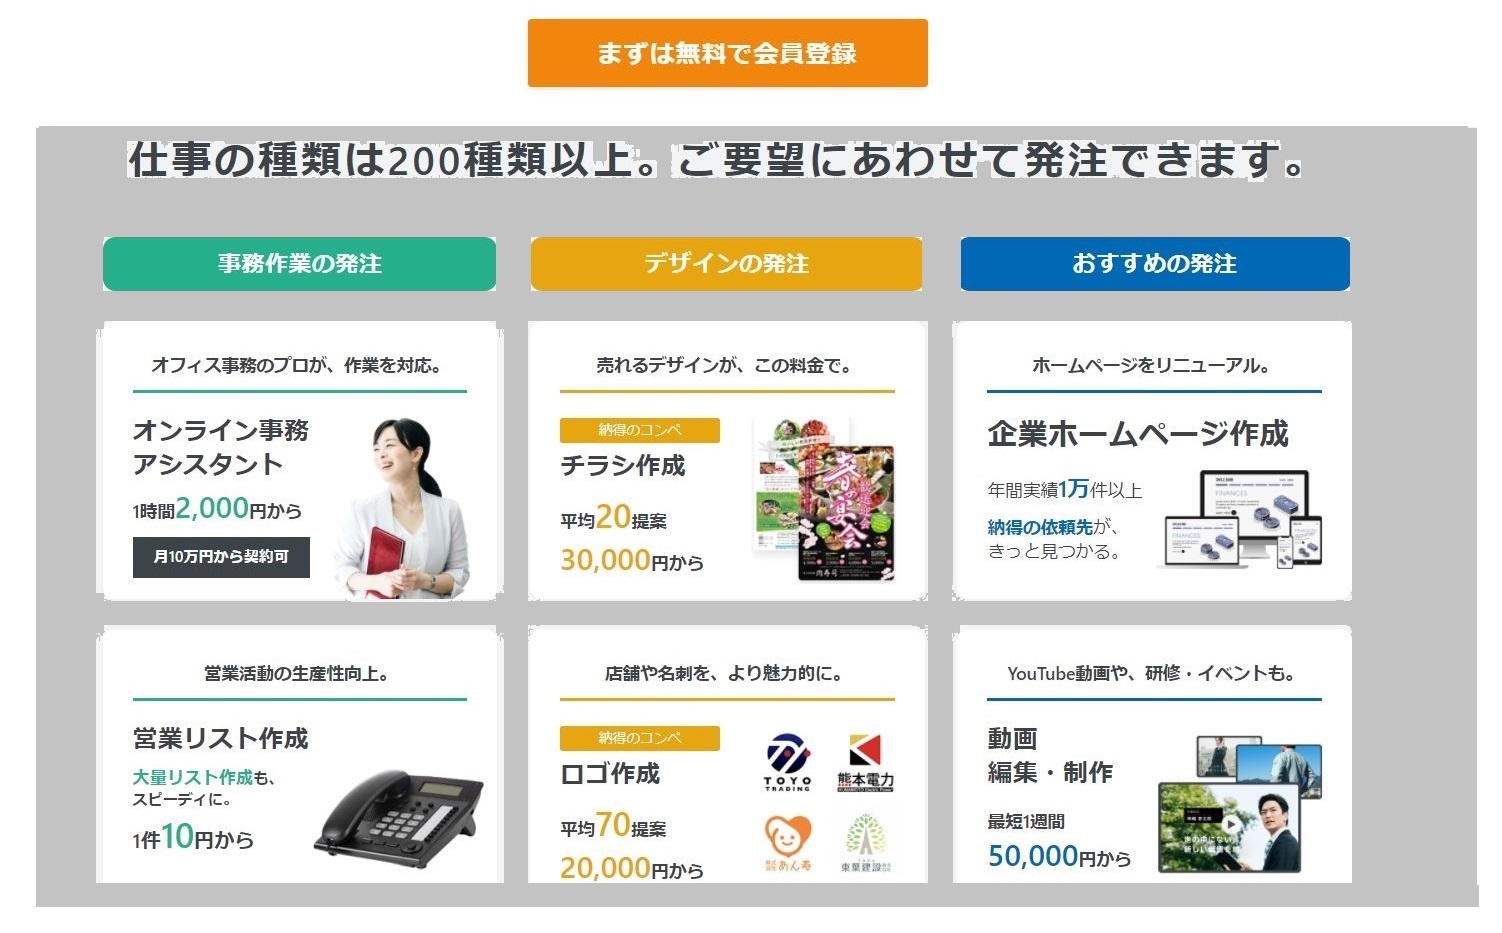 まずは無料で会員登録
仕事の種類は200種類以上。ご要望にあわせて発注できます。
事務作業の発注
オフィス事務のプロが、作業を対応。
オンライン事務
アシスタント
1時間2,000円から
月10万円から契約可
営業活動の生産性向上。
営業リスト作成
大量リスト作成も、
スピーディに。
1件10円から
デザインの発注
売れるデザインが、この料金で。
納得のコンペ
チラシ作成
平均20提案
30,000円から
春の宴会
肉寿司
店舗や名刺を、より魅力的に。
納得のコンペ
ロゴ作成
平均70提案
20,000円から
TOYO
TRADING
熊本電力
あん寿
東葉建設
おすすめの発注
ホームページをリニューアル。
企業ホームページ作成
年間実績1万件以上
納得の依頼先が、
きっと見つかる。
FINANCES
FINANCES
YouTube動画や、研修・イベントも。
動画
編集・制作
最短1週間
50,000円から